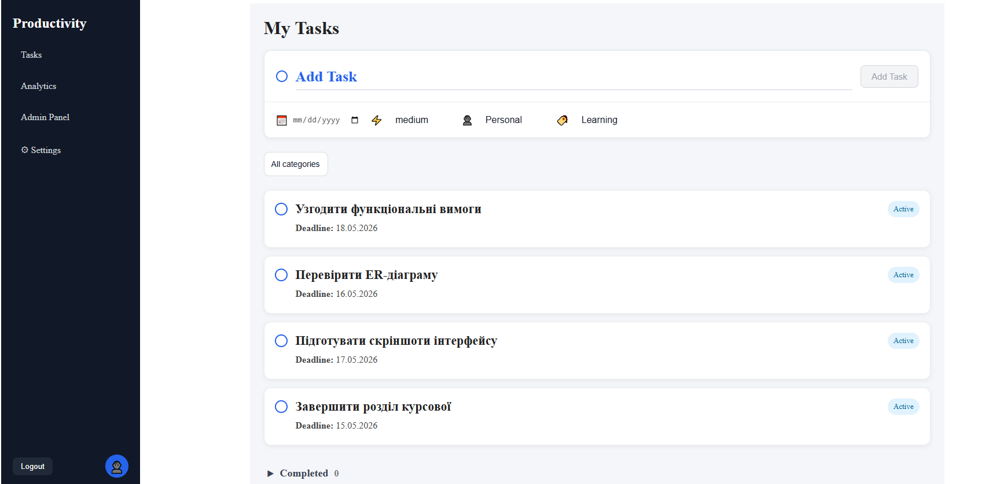 Productivity
Tasks
Analytics
Admin Panel
⚙ Settings
Logout
My Tasks
Add Task
Add Task
mm/dd/yyyy
medium
Personal
Learning
All categories
Узгодити функціональні вимоги
Active
Deadline: 18.05.2026
Перевірити ER-діаграму
Active
Deadline: 16.05.2026
Підготувати скріншоти інтерфейсу
Active
Deadline: 17.05.2026
Завершити розділ курсової
Active
Deadline: 15.05.2026
Completed 0